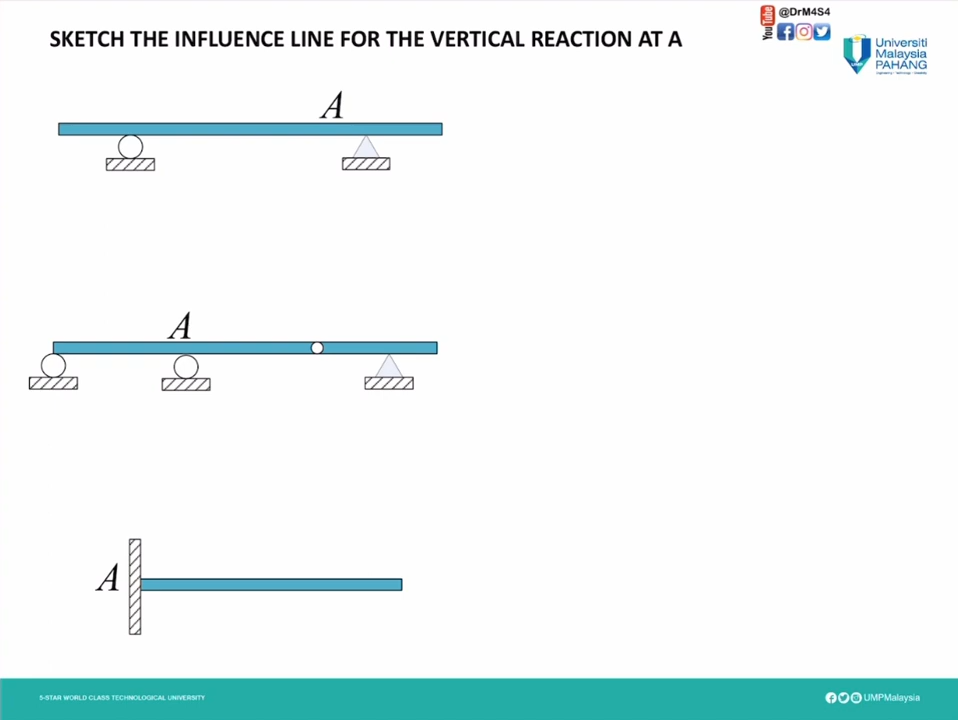 YouTube
@DrM4S4
SKETCH THE INFLUENCE LINE FOR THE VERTICAL REACTION AT A
Universiti
Malaysia
PAHANG
A
A
A
5-STAR WORLD CLASS TECHNOLOGICAL UNIVERSITY
UMPMalaysia